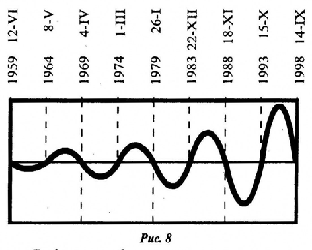 12-VI 8-V 4-IV 1-III 26-I 22-XII 18-XI 15-X 14-IX
1959 1964 1969 1974 1979 1983 1988 1993 1998
Рис. 8